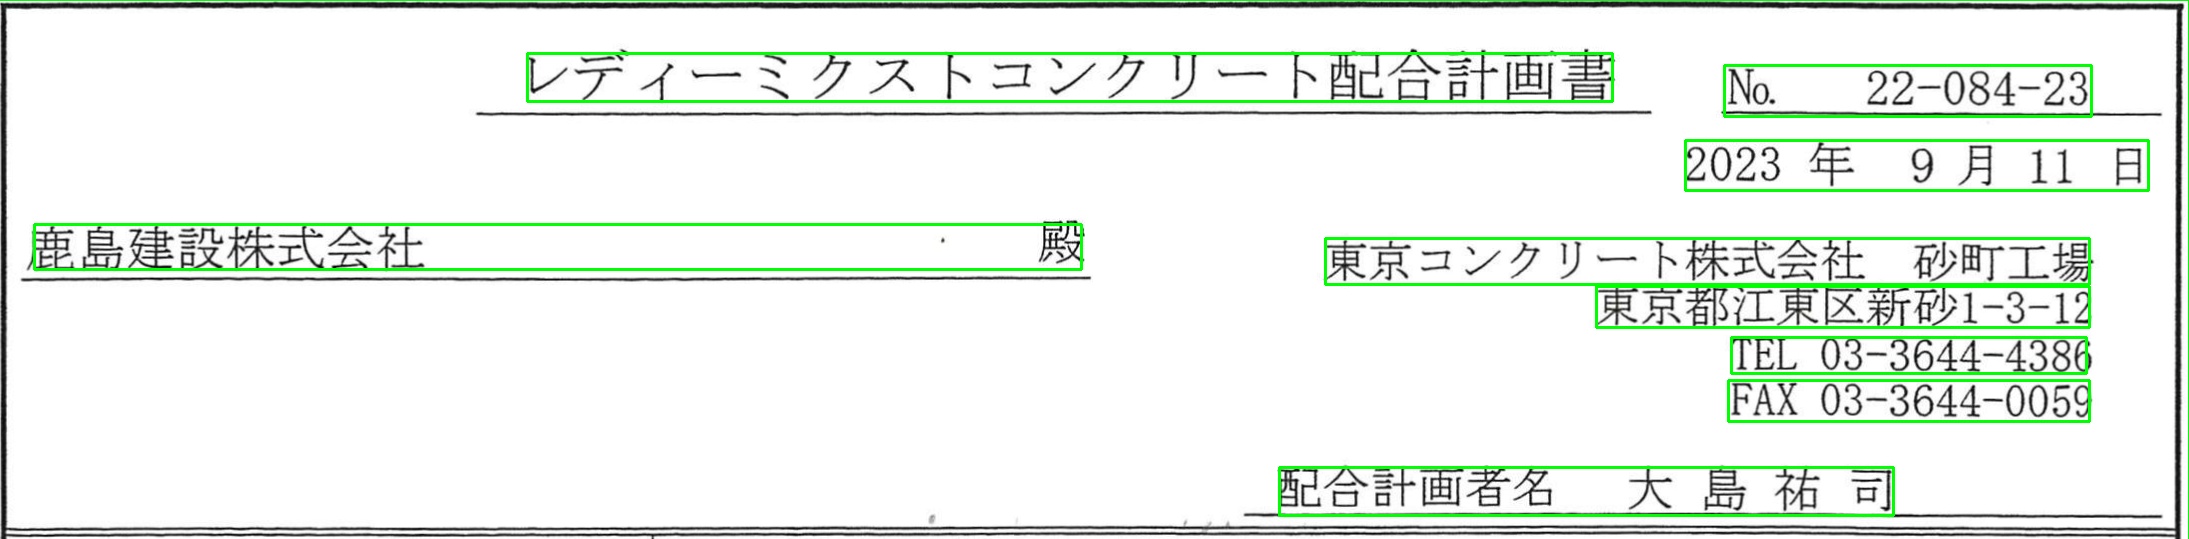 レディーミクストコンクリート配合計画書
No. 22-084-23
2023 年 9 月 11 日
鹿島建設株式会社 殿
東京コンクリート株式会社 砂町工場
東京都江東区新砂1-3-12
TEL 03-3644-4386
FAX 03-3644-0059
配合計画者名 大 島 祐 司